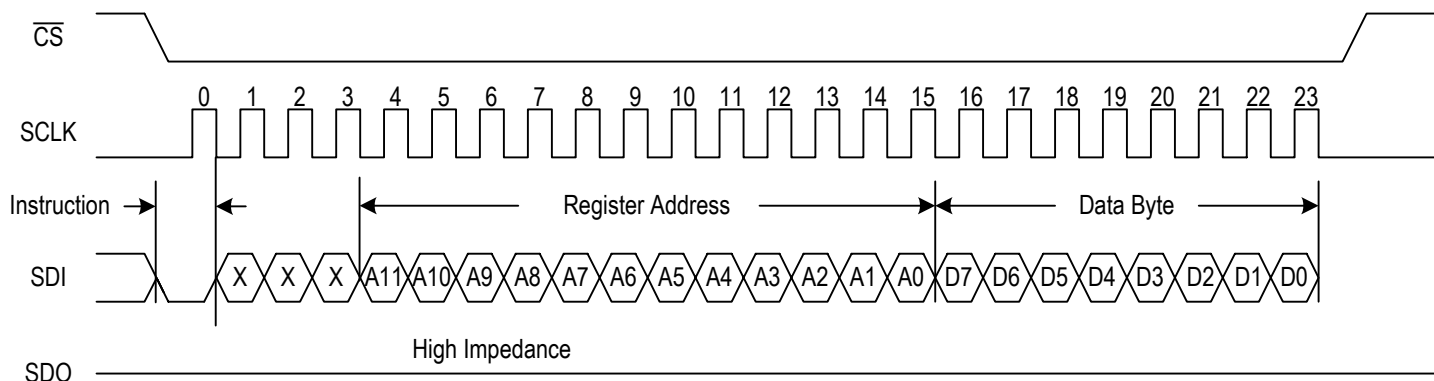 CS
0 1 2 3 4 5 6 7 8 9 10 11 12 13 14 15 16 17 18 19 20 21 22 23
SCLK
Instruction Register Address Data Byte
SDI X X X A11 A10 A9 A8 A7 A6 A5 A4 A3 A2 A1 A0 D7 D6 D5 D4 D3 D2 D1 D0
High Impedance
SDO